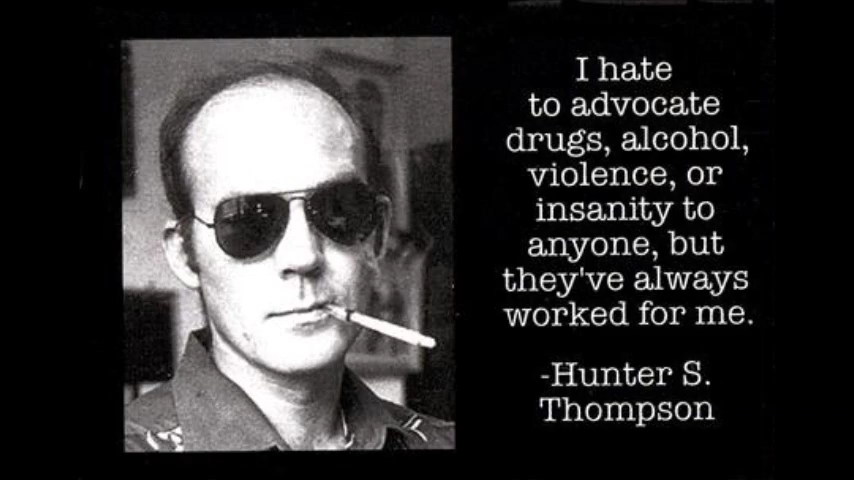 I hate
to advocate
drugs, alcohol,
violence, or
insanity to
anyone, but
they've always
worked for me.
-Hunter S.
Thompson